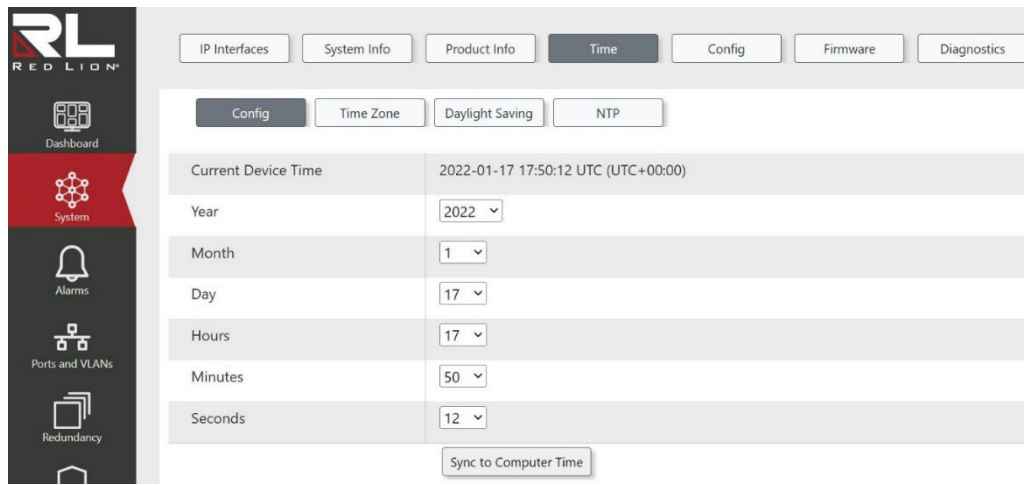 RED LION®
IP Interfaces
System Info
Product Info
Time
Config
Firmware
Diagnostics
Dashboard
System
Alarms
Ports and VLANs
Redundancy
Config
Time Zone
Daylight Saving
NTP
Current Device Time 2022-01-17 17:50:12 UTC (UTC+00:00)
Year 2022
Month 1
Day 17
Hours 17
Minutes 50
Seconds 12
Sync to Computer Time